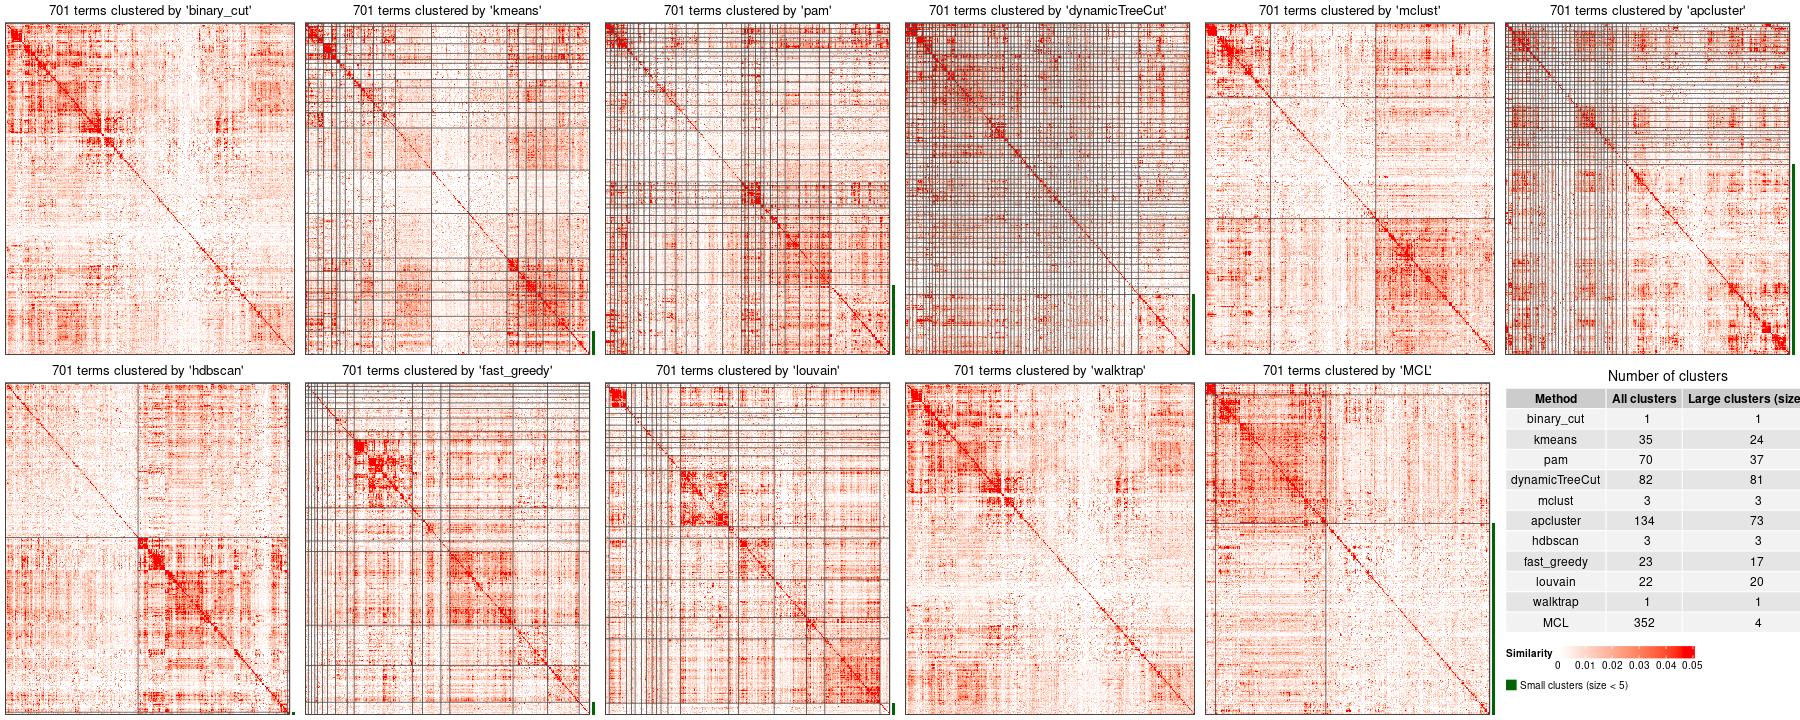 701 terms clustered by 'binary_cut'
701 terms clustered by 'kmeans'
701 terms clustered by 'pam'
701 terms clustered by 'dynamicTreeCut'
701 terms clustered by 'mclust'
701 terms clustered by 'apcluster'
701 terms clustered by 'hdbscan'
701 terms clustered by 'fast_greedy'
701 terms clustered by 'louvain'
701 terms clustered by 'walktrap'
701 terms clustered by 'MCL'
Number of clusters
Method All clusters Large clusters (size
binary_cut 1 1
kmeans 35 24
pam 70 37
dynamicTreeCut 82 81
mclust 3 3
apcluster 134 73
hdbscan 3 3
fast_greedy 23 17
louvain 22 20
walktrap 1 1
MCL 352 4
Similarity
0 0.01 0.02 0.03 0.04 0.05
Small clusters (size < 5)